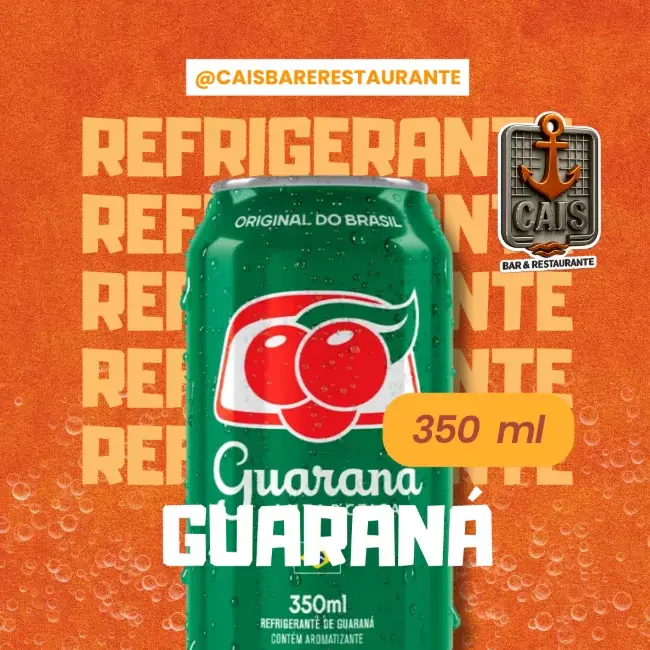 @CAISBARERESTAURANTE
REFRIGERANTE
REFRIGERANTE
REFRIGERANTE
REFRIGERANTE
REFRIGERANTE
CAIS
BAR & RESTAURANTE
ORIGINAL DO BRASIL
350 ml
Guaraná
GUARANÁ
350ml
REFRIGERANTE DE GUARANÁ
CONTÉM AROMATIZANTE